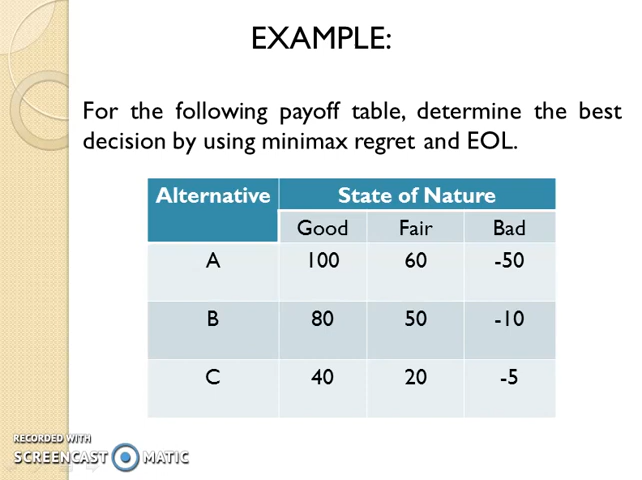 EXAMPLE:
For the following payoff table, determine the best
decision by using minimax regret and EOL.
Alternative State of Nature
Good Fair Bad
A 100 60 -50
B 80 50 -10
C 40 20 -5
RECORDED WITH
SCREENCAST MATIC